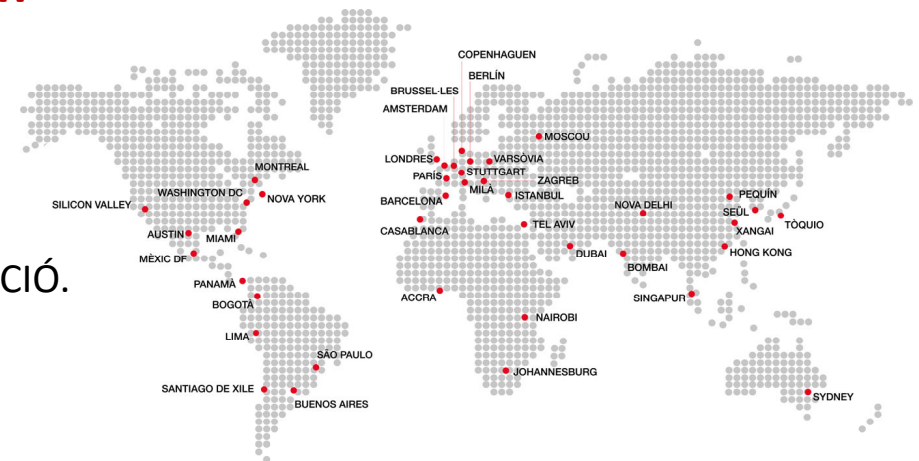 COPENHAGUEN
BERLÍN
BRUSSEL·LES
AMSTERDAM
MOSCOU
LONDRES
VARSÒVIA
MONTREAL
PARÍS
STUTTGART
ZAGREB
WASHINGTON DC
MILÀ
NOVA YORK
BARCELONA
ISTANBUL
PEQUÍN
SILICON VALLEY
NOVA DELHI
SEÜL
TÒQUIO
CASABLANCA
TEL AVIV
XANGAI
AUSTIN
MIAMI
DUBAI
HONG KONG
MÈXIC DF
BOMBAI
CIÓ.
PANAMÀ
ACCRA
SINGAPUR
BOGOTÀ
NAIROBI
LIMA
SÃO PAULO
JOHANNESBURG
SANTIAGO DE XILE
SYDNEY
BUENOS AIRES